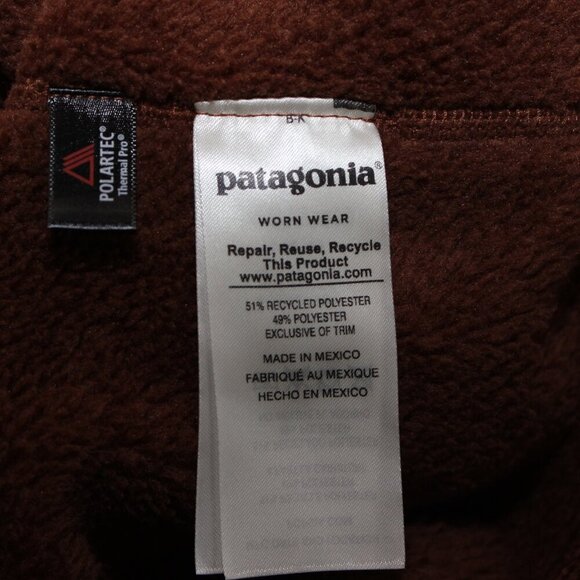 POLARTEC®
Thermal Pro®
B-K
patagonia®
WORN WEAR
Repair, Reuse, Recycle
This Product
www.patagonia.com
51% RECYCLED POLYESTER
49% POLYESTER
EXCLUSIVE OF TRIM
MADE IN MEXICO
FABRIQUÉ AU MEXIQUE
HECHO EN MEXICO